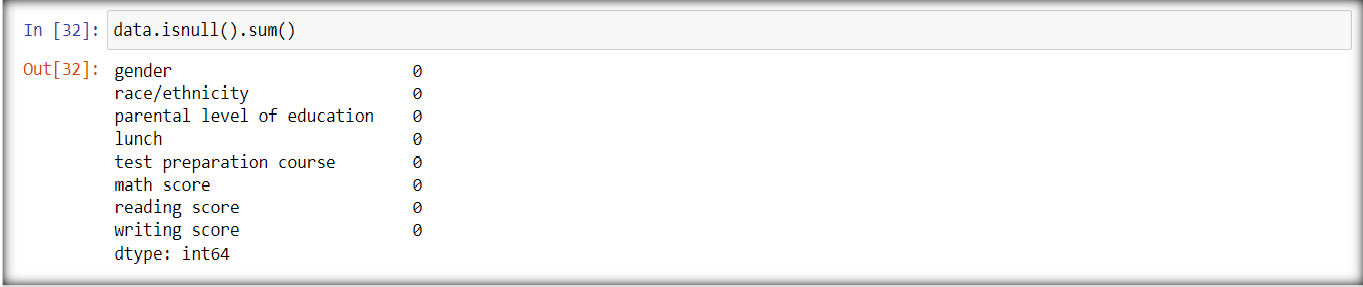 In [32]: data.isnull().sum()
Out[32]: gender 0
race/ethnicity 0
parental level of education 0
lunch 0
test preparation course 0
math score 0
reading score 0
writing score 0
dtype: int64